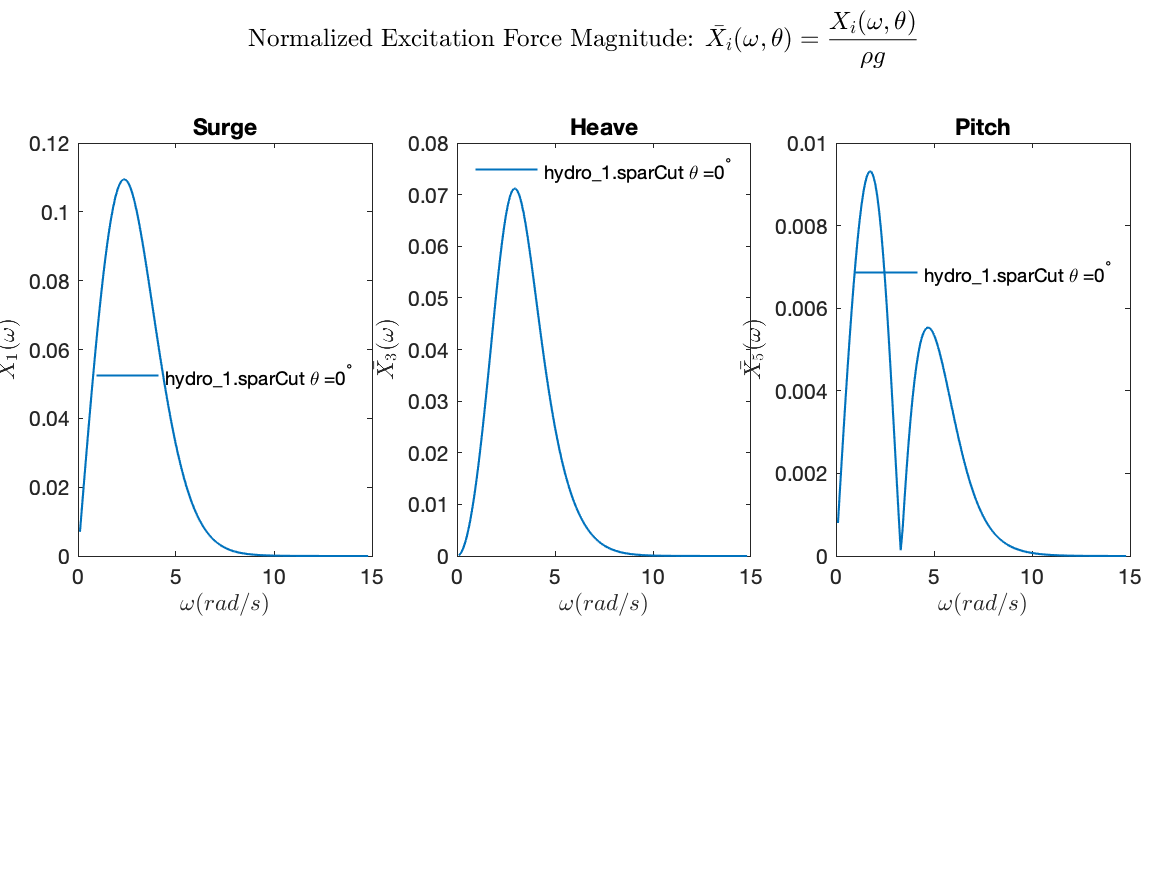 Normalized Excitation Force Magnitude: X̄ᵢ(ω, θ) = Xᵢ(ω, θ) / ρg
Surge
0.12
0.1
0.08
0.06
0.04
0.02
0
X̄₁(ω)
hydro_1.sparCut θ =0°
0 5 10 15
ω(rad/s)
Heave
0.08
0.07
0.06
0.05
0.04
0.03
0.02
0.01
0
X̄₃(ω)
hydro_1.sparCut θ =0°
0 5 10 15
ω(rad/s)
Pitch
0.01
0.008
0.006
0.004
0.002
0
X̄₅(ω)
hydro_1.sparCut θ =0°
0 5 10 15
ω(rad/s)